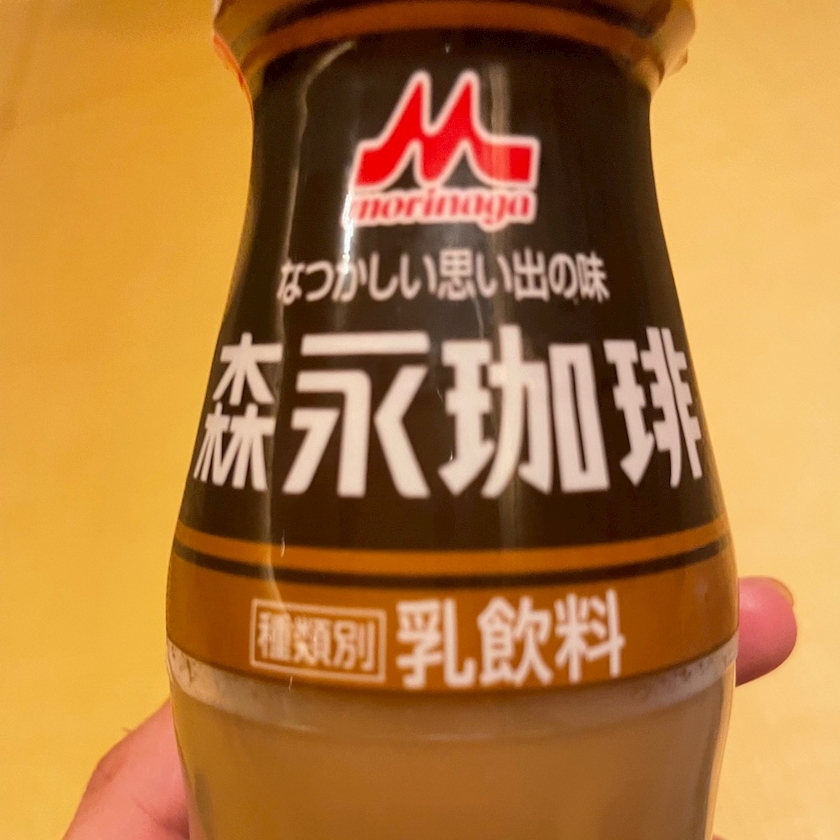 morinaga
なつかしい思い出の味
森永珈琲
種類別 乳飲料